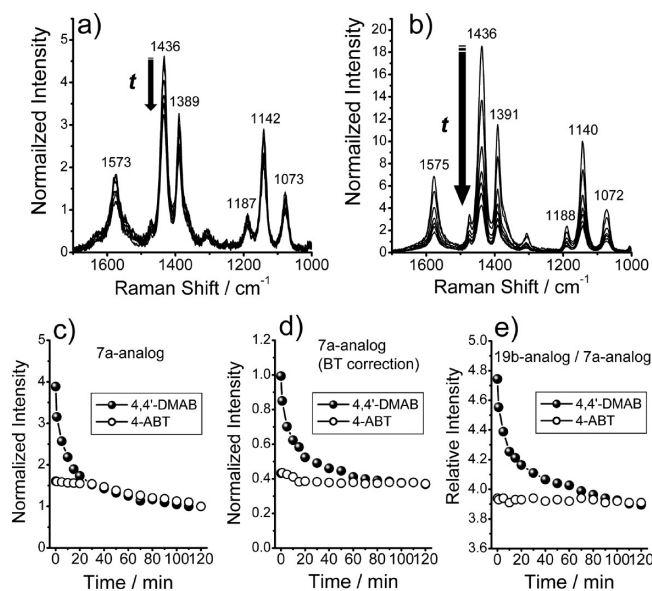 a)
1436
t
1389
1142
1573
1187
1073
5
4
3
2
1
0
Normailzed Intensity
1600 1400 1200 1000
Raman Shift / cm-1
b)
1436
t
1391
1140
1575
1188
1072
20
18
16
14
12
10
8
6
4
2
0
Normailzed Intensity
1600 1400 1200 1000
Raman Shift / cm-1
c)
7a-analog
4,4'-DMAB
4-ABT
5
4
3
2
1
0
Normalized Intensity
0 20 40 60 80 100 120
Time / min
d)
7a-analog
(BT correction)
4,4'-DMAB
4-ABT
1.2
1.0
0.8
0.6
0.4
0.2
0.0
Normalized Intensity
0 20 40 60 80 100 120
Time / min
e)
19b-analog / 7a-analog
4,4'-DMAB
4-ABT
5.0
4.8
4.6
4.4
4.2
4.0
3.8
3.6
Relative Intensity
0 20 40 60 80 100 120
Time / min